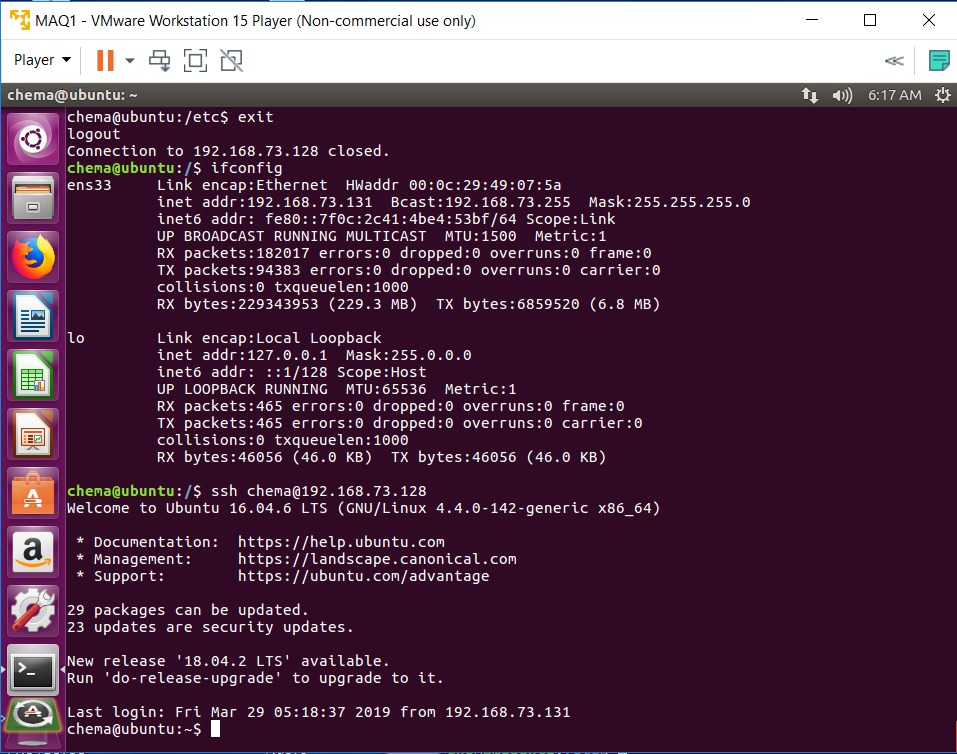 MAQ1 - VMware Workstation 15 Player (Non-commercial use only)
Player
chema@ubuntu: ~
6:17 AM
chema@ubuntu:/etc$ exit
logout
Connection to 192.168.73.128 closed.
chema@ubuntu:/$ ifconfig
ens33     Link encap:Ethernet  HWaddr 00:0c:29:49:07:5a
          inet addr:192.168.73.131  Bcast:192.168.73.255  Mask:255.255.255.0
          inet6 addr: fe80::7f0c:2c41:4be4:53bf/64 Scope:Link
          UP BROADCAST RUNNING MULTICAST  MTU:1500  Metric:1
          RX packets:182017 errors:0 dropped:0 overruns:0 frame:0
          TX packets:94383 errors:0 dropped:0 overruns:0 carrier:0
          collisions:0 txqueuelen:1000
          RX bytes:229343953 (229.3 MB)  TX bytes:6859520 (6.8 MB)
lo        Link encap:Local Loopback
          inet addr:127.0.0.1  Mask:255.0.0.0
          inet6 addr: ::1/128 Scope:Host
          UP LOOPBACK RUNNING  MTU:65536  Metric:1
          RX packets:465 errors:0 dropped:0 overruns:0 frame:0
          TX packets:465 errors:0 dropped:0 overruns:0 carrier:0
          collisions:0 txqueuelen:1000
          RX bytes:46056 (46.0 KB)  TX bytes:46056 (46.0 KB)
chema@ubuntu:/$ ssh chema@192.168.73.128
Welcome to Ubuntu 16.04.6 LTS (GNU/Linux 4.4.0-142-generic x86_64)
 * Documentation:  https://help.ubuntu.com
 * Management:     https://landscape.canonical.com
 * Support:        https://ubuntu.com/advantage
29 packages can be updated.
23 updates are security updates.
New release '18.04.2 LTS' available.
Run 'do-release-upgrade' to upgrade to it.
Last login: Fri Mar 29 05:18:37 2019 from 192.168.73.131
chema@ubuntu:~$